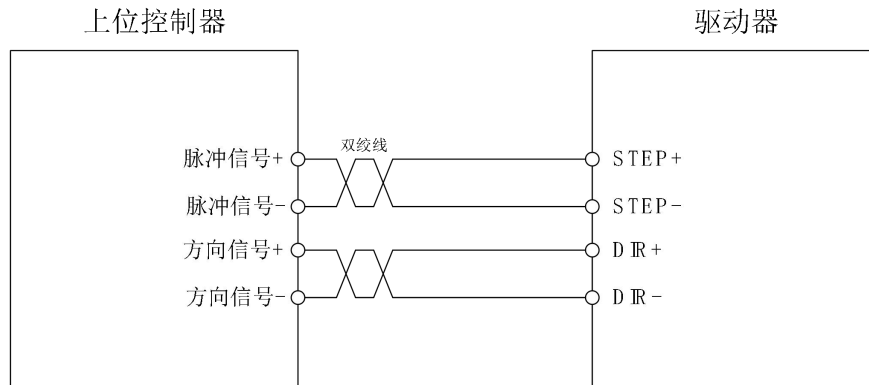 上位控制器 驱动器
双绞线
脉冲信号+ STEP+
脉冲信号- STEP-
方向信号+ DIR+
方向信号- DIR-